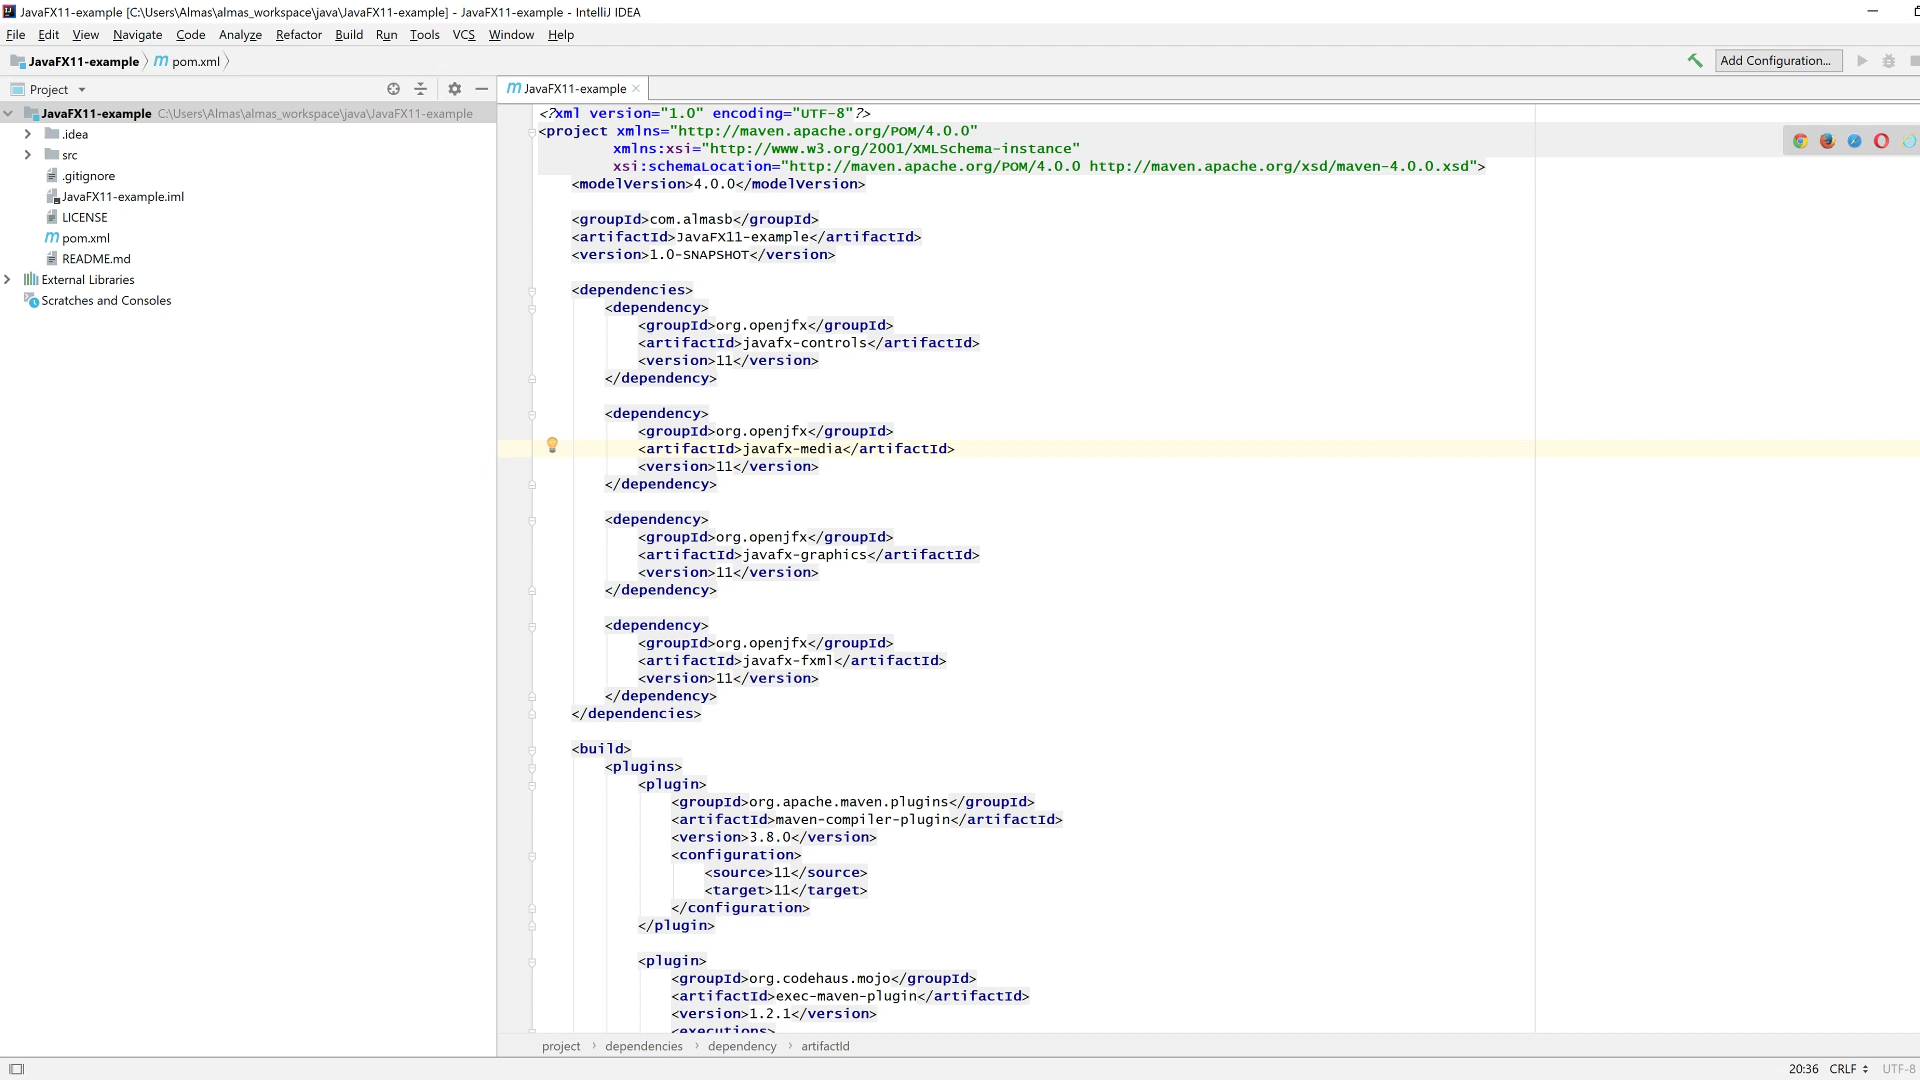 JavaFX11-example [C:\Users\Almas\almas_workspace\java\JavaFX11-example] - JavaFX11-example - IntelliJ IDEA
File Edit View Navigate Code Analyze Refactor Build Run Tools VCS Window Help
JavaFX11-example pom.xml Add Configuration...
Project
JavaFX11-example C:\Users\Almas\almas_workspace\java\JavaFX11-example
.idea
src
.gitignore
JavaFX11-example.iml
LICENSE
pom.xml
README.md
External Libraries
Scratches and Consoles
JavaFX11-example
<?xml version="1.0" encoding="UTF-8"?>
<project xmlns="http://maven.apache.org/POM/4.0.0"
xmlns:xsi="http://www.w3.org/2001/XMLSchema-instance"
xsi:schemaLocation="http://maven.apache.org/POM/4.0.0 http://maven.apache.org/xsd/maven-4.0.0.xsd">
<modelVersion>4.0.0</modelVersion>
<groupId>com.almasb</groupId>
<artifactId>JavaFX11-example</artifactId>
<version>1.0-SNAPSHOT</version>
<dependencies>
<dependency>
<groupId>org.openjfx</groupId>
<artifactId>javafx-controls</artifactId>
<version>11</version>
</dependency>
<dependency>
<groupId>org.openjfx</groupId>
<artifactId>javafx-media</artifactId>
<version>11</version>
</dependency>
<dependency>
<groupId>org.openjfx</groupId>
<artifactId>javafx-graphics</artifactId>
<version>11</version>
</dependency>
<dependency>
<groupId>org.openjfx</groupId>
<artifactId>javafx-fxml</artifactId>
<version>11</version>
</dependency>
</dependencies>
<build>
<plugins>
<plugin>
<groupId>org.apache.maven.plugins</groupId>
<artifactId>maven-compiler-plugin</artifactId>
<version>3.8.0</version>
<configuration>
<source>11</source>
<target>11</target>
</configuration>
</plugin>
<plugin>
<groupId>org.codehaus.mojo</groupId>
<artifactId>exec-maven-plugin</artifactId>
<version>1.2.1</version>
<executions>
project dependencies dependency artifactId
20:36 CRLF UTF-8